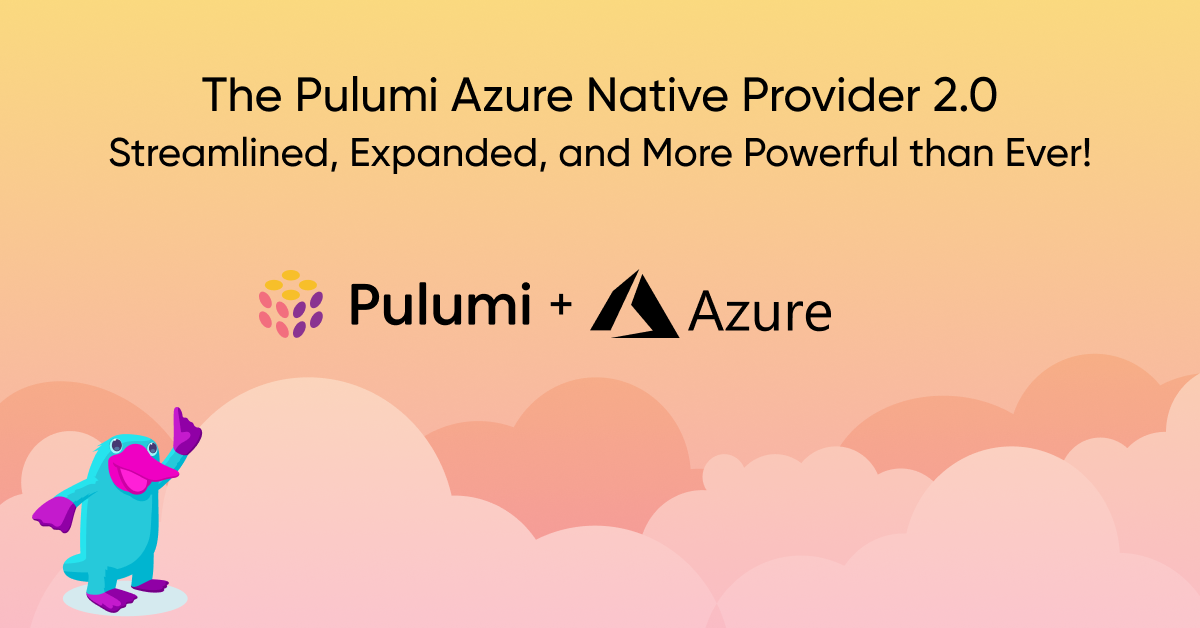 The Pulumi Azure Native Provider 2.0
Streamlined, Expanded, and More Powerful than Ever!
Pulumi + Azure